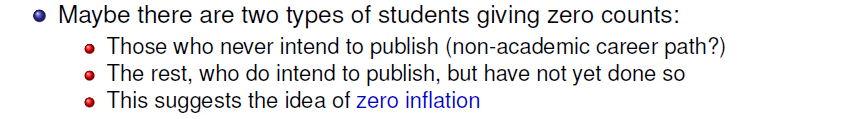 Maybe there are two types of students giving zero counts:
Those who never intend to publish (non-academic career path?)
The rest, who do intend to publish, but have not yet done so
This suggests the idea of zero inflation